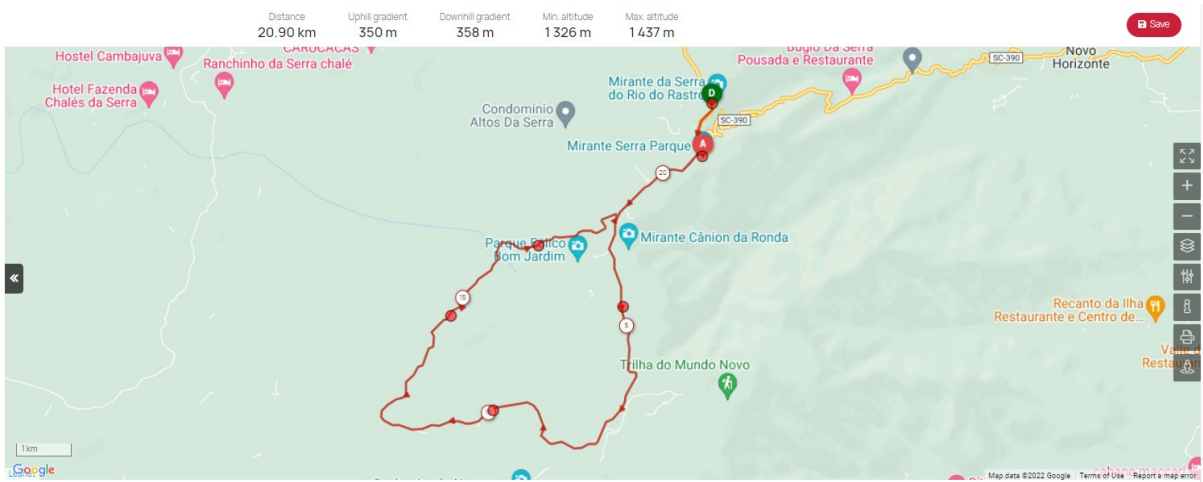 Distance
20.90 km
Uphill gradient
350 m
Downhill gradient
358 m
Min. altitude
1 326 m
Max. altitude
1 437 m
Save
Hostel Cambajuva
CARUCACAS
Ranchinho da Serra chalé
Hotel Fazenda
Chalés da Serra
Condomínio
Altos Da Serra
Mirante da Serra
do Rio do Rastro
D
SC-390
Bugio Da Serra
Pousada e Restaurante
SC-390
Novo
Horizonte
Mirante Serra Parque
A
20
Parque Eólico
Bom Jardim
Mirante Cânion da Ronda
15
5
Trilha do Mundo Novo
Recanto da Ilha
Restaurante e Centro de...
1 km
Google
Leaflet
Map data ©2022 Google
Terms of Use
Report a map error